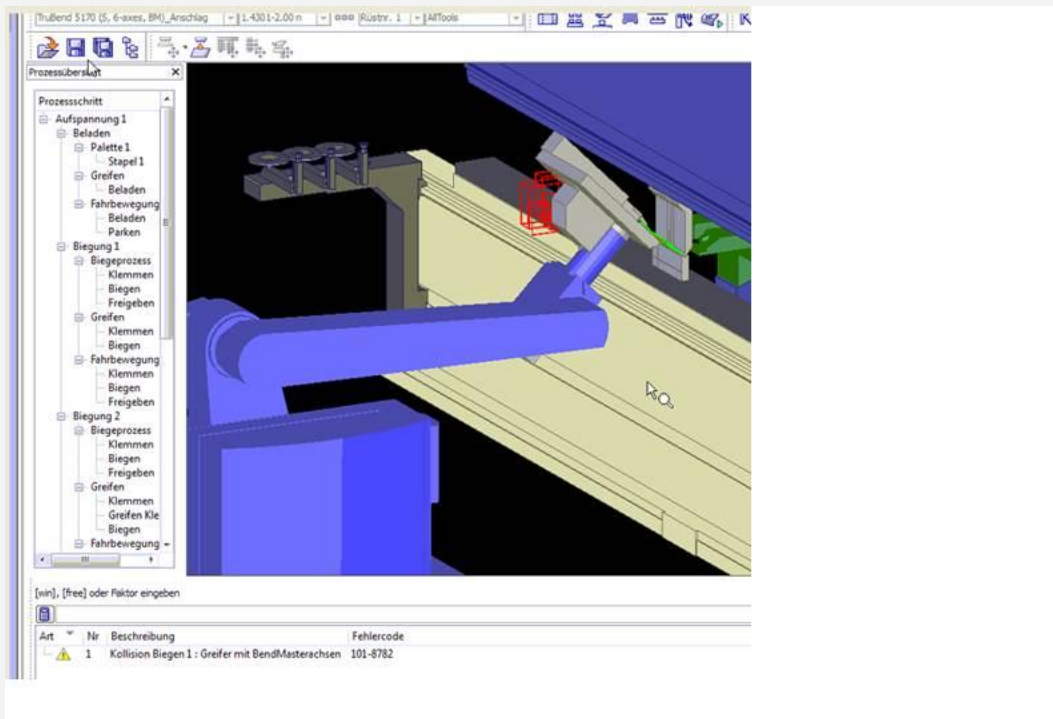 TruBend 5170 (S, 6-axes, BM)_Anschlag 1.4301-2.00 n Rüstnr. 1 AllTools
Prozessübersicht
Prozessschritt
Aufspannung 1
Beladen
Palette 1
Stapel 1
Greifen
Beladen
Fahrbewegung
Beladen
Parken
Biegung 1
Biegeprozess
Klemmen
Biegen
Freigeben
Greifen
Klemmen
Biegen
Fahrbewegung
Klemmen
Biegen
Freigeben
Biegung 2
Biegeprozess
Klemmen
Biegen
Freigeben
Greifen
Klemmen
Greifen Kle
Biegen
Fahrbewegung
[win], [free] oder Faktor eingeben
Art Nr Beschreibung Fehlercode
1 Kollision Biegen 1 : Greifer mit BendMasterachsen 101-8782